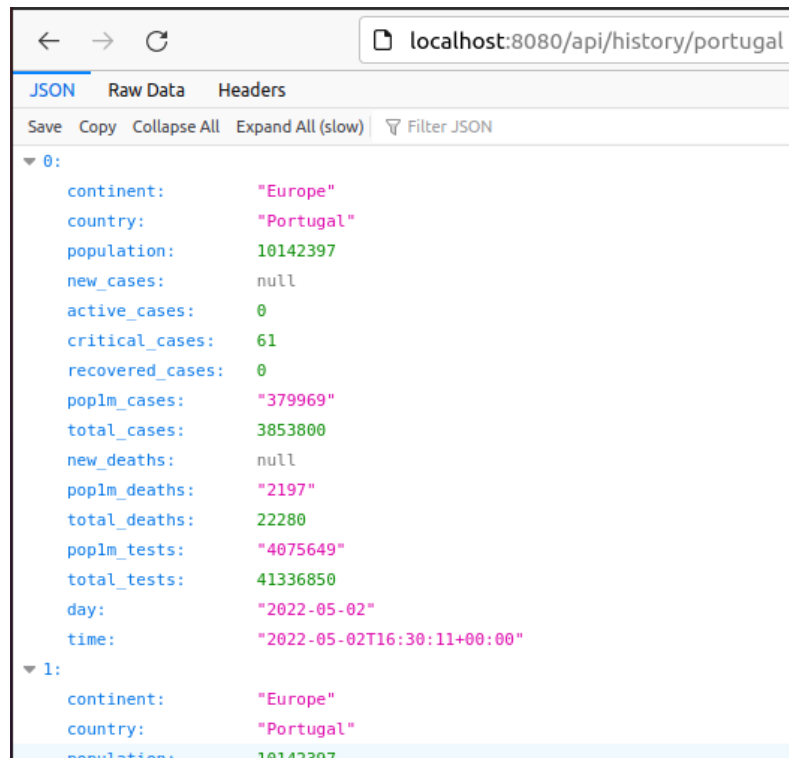 localhost:8080/api/history/portugal
JSON Raw Data Headers
Save Copy Collapse All Expand All (slow) Filter JSON
0:
continent: "Europe"
country: "Portugal"
population: 10142397
new_cases: null
active_cases: 0
critical_cases: 61
recovered_cases: 0
pop1m_cases: "379969"
total_cases: 3853800
new_deaths: null
pop1m_deaths: "2197"
total_deaths: 22280
pop1m_tests: "4075649"
total_tests: 41336850
day: "2022-05-02"
time: "2022-05-02T16:30:11+00:00"
1:
continent: "Europe"
country: "Portugal"
population: 10142397